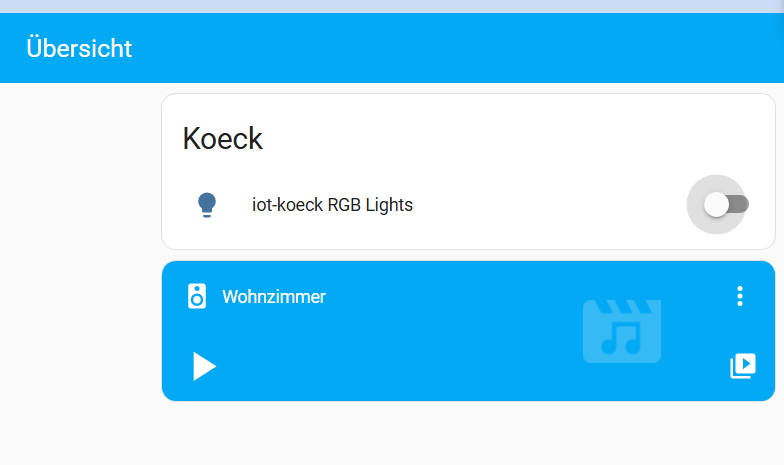 Übersicht
Koeck
iot-koeck RGB Lights
Wohnzimmer